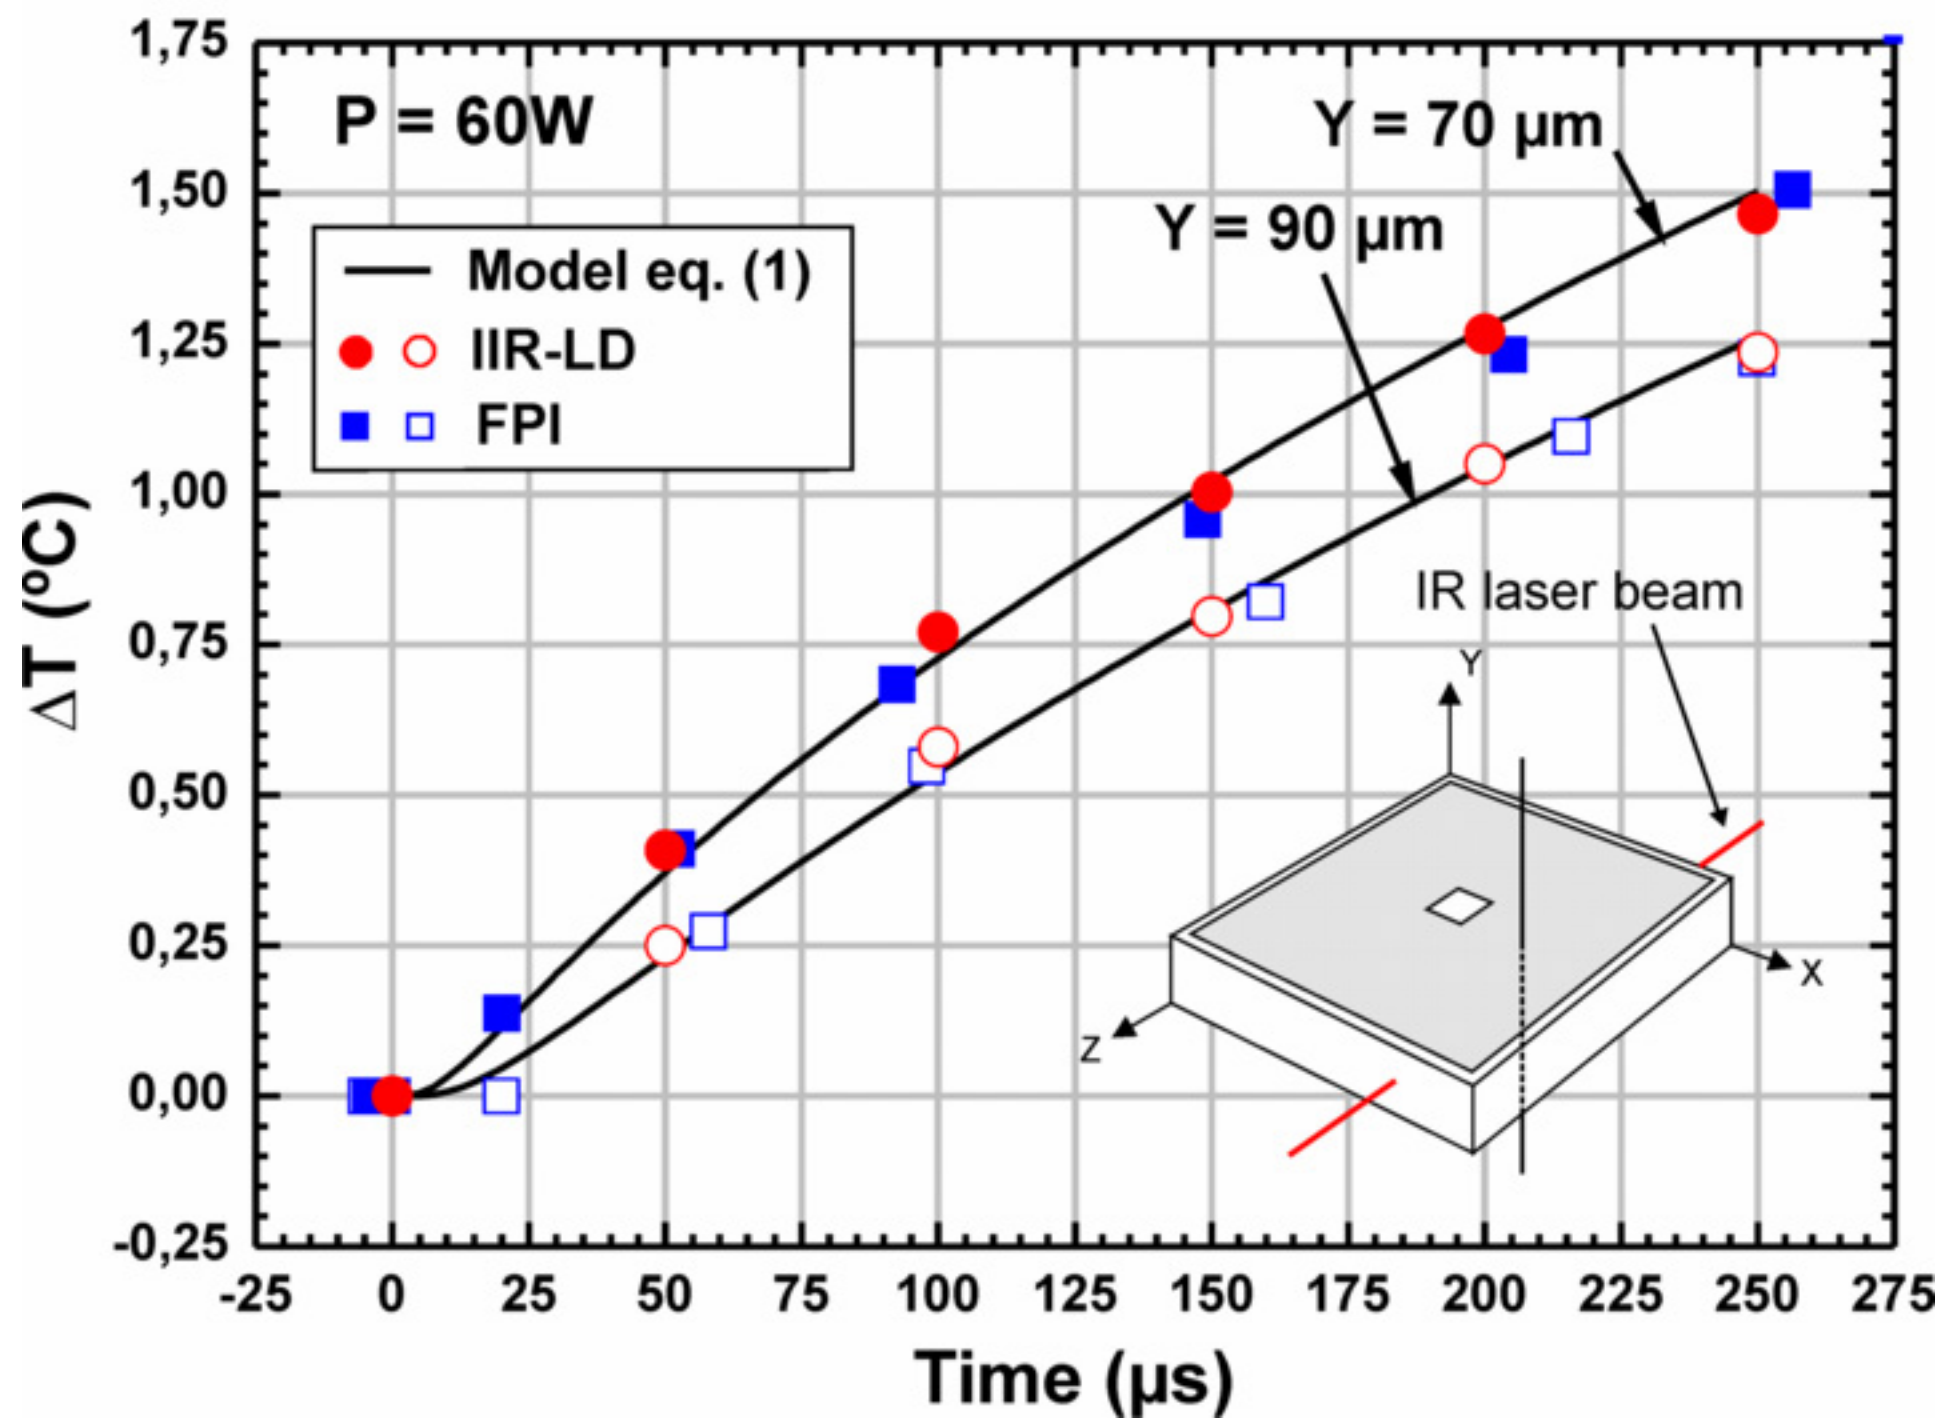 1,75
1,50
1,25
1,00
0,75
0,50
0,25
0,00
-0,25
ΔT (ºC)
P = 60W
Y = 70 µm
Y = 90 µm
Model eq. (1)
IIR-LD
FPI
IR laser beam
Y
X
Z
-25 0 25 50 75 100 125 150 175 200 225 250 275
Time (µs)